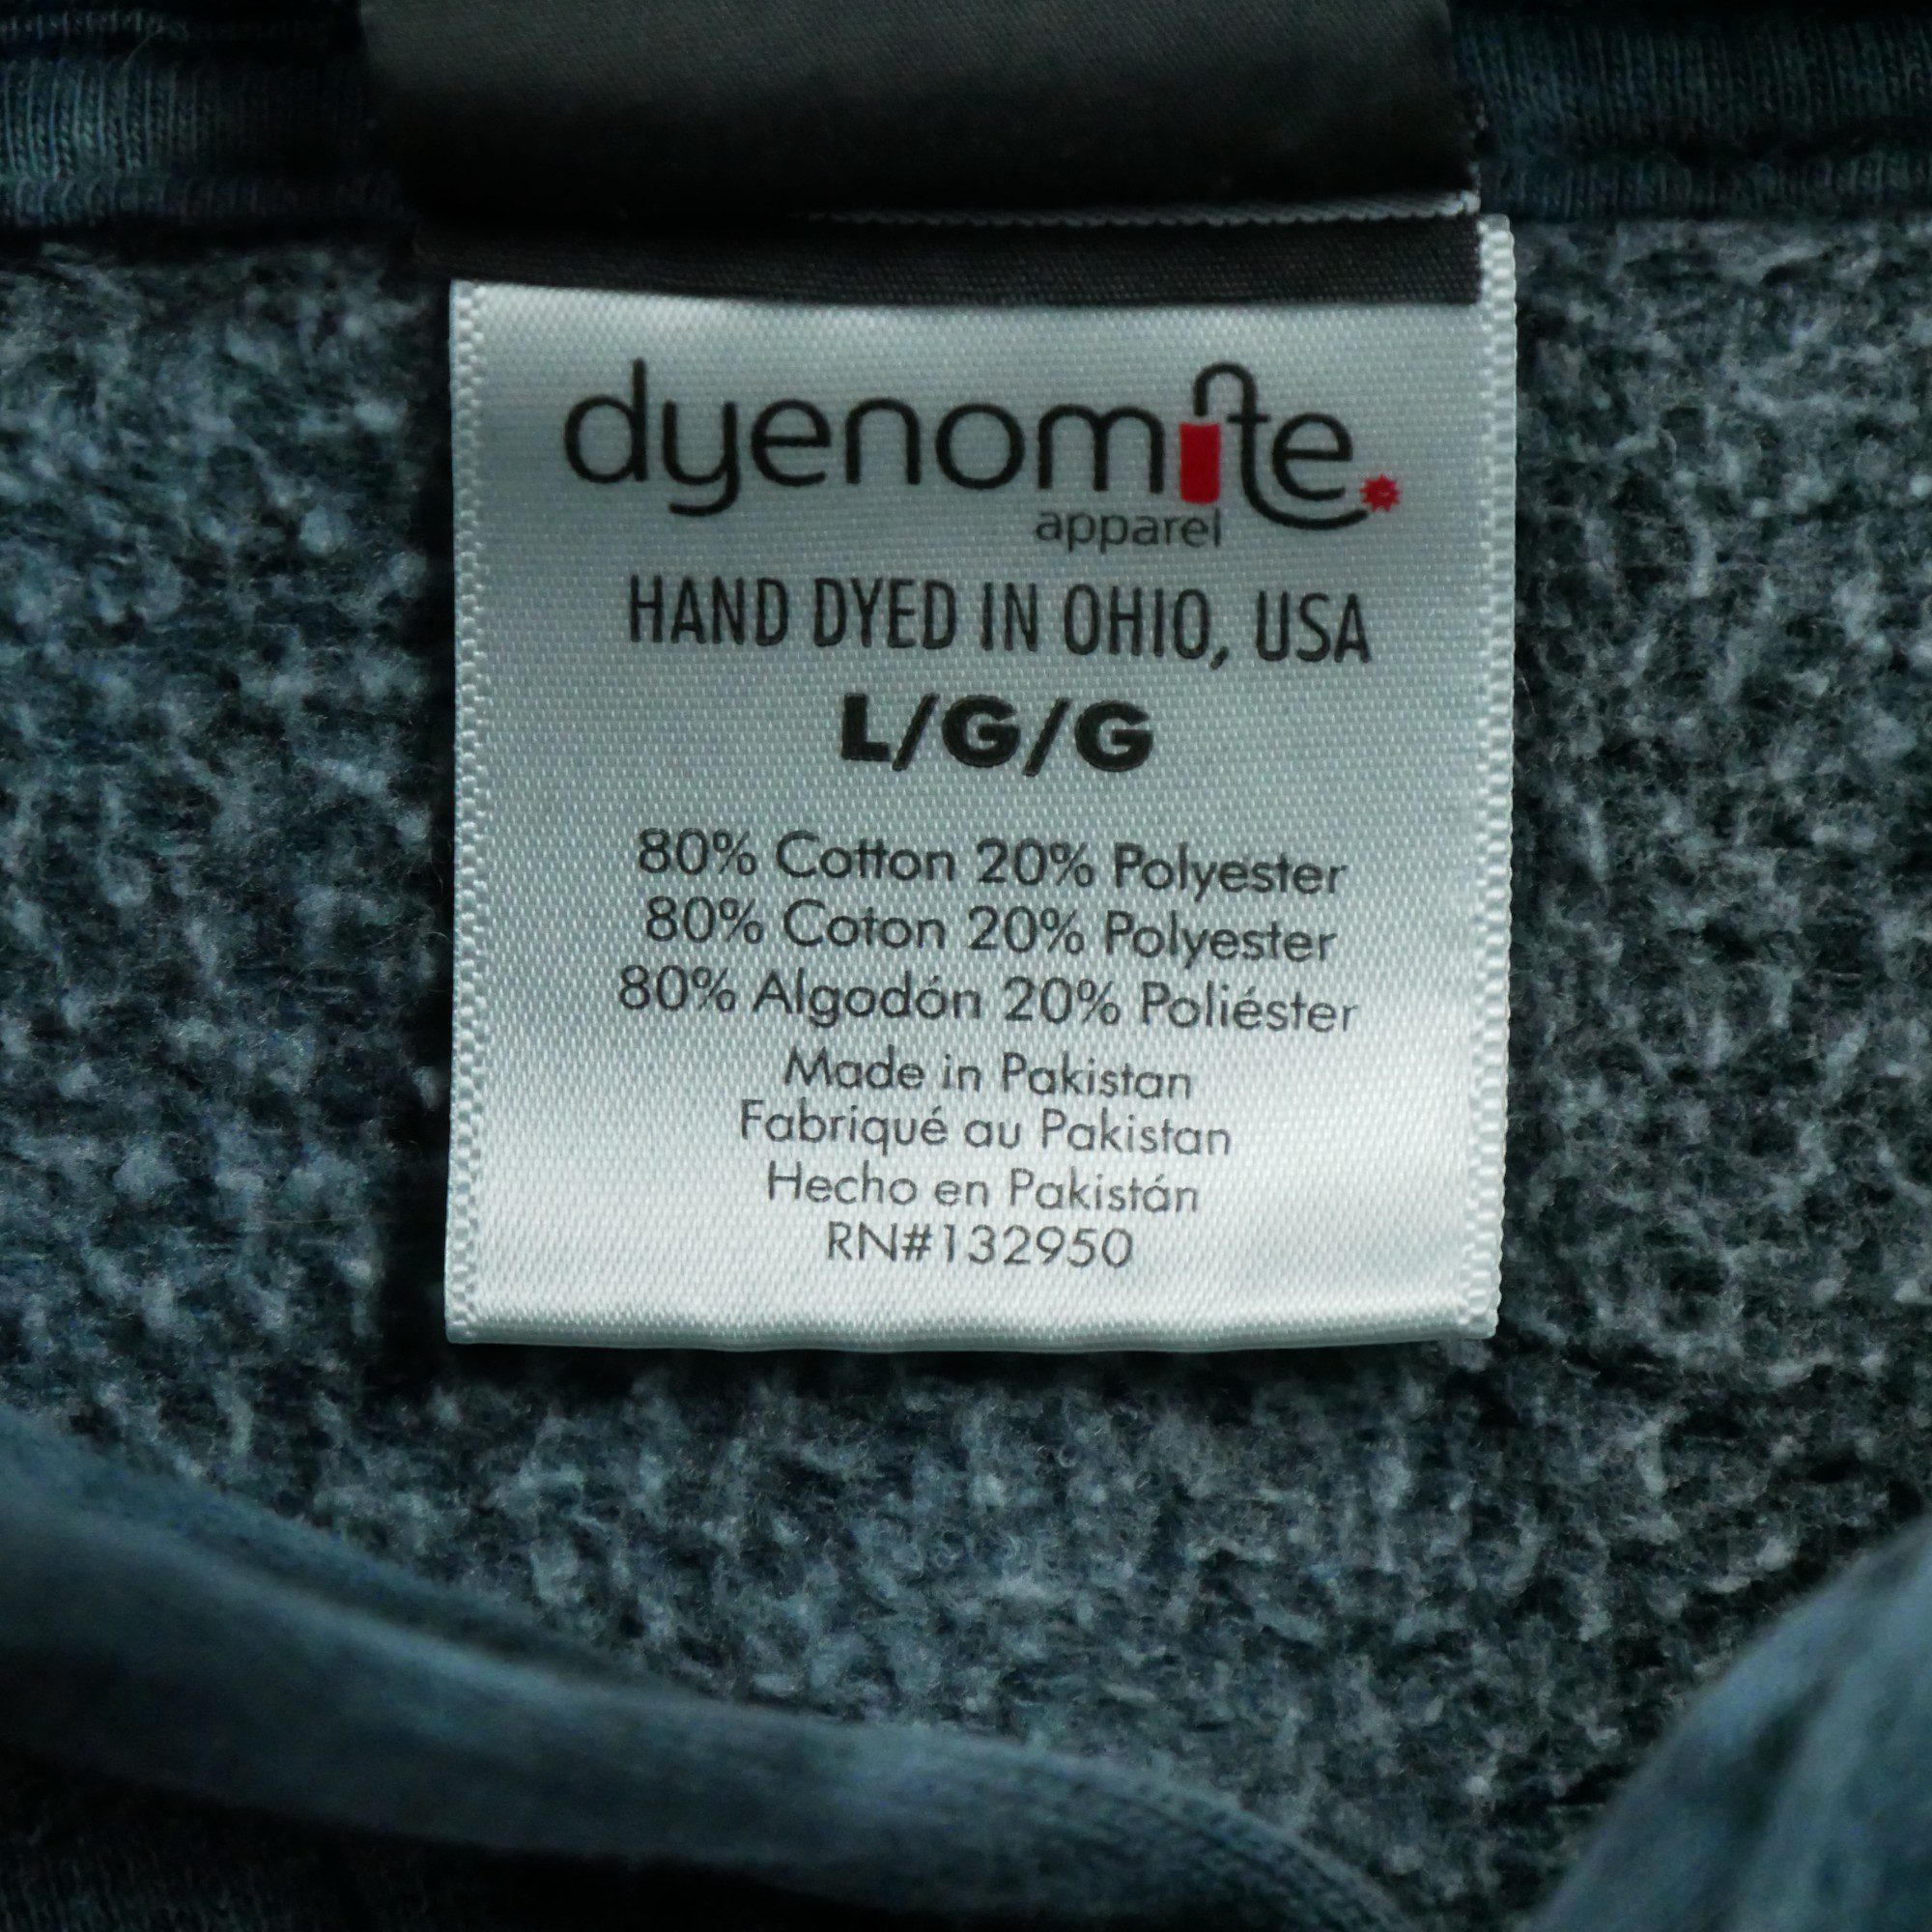 dyenomite.
apparel
HAND DYED IN OHIO, USA
L/G/G
80% Cotton 20% Polyester
80% Coton 20% Polyester
80% Algodón 20% Poliéster
Made in Pakistan
Fabriqué au Pakistan
Hecho en Pakistán
RN#132950